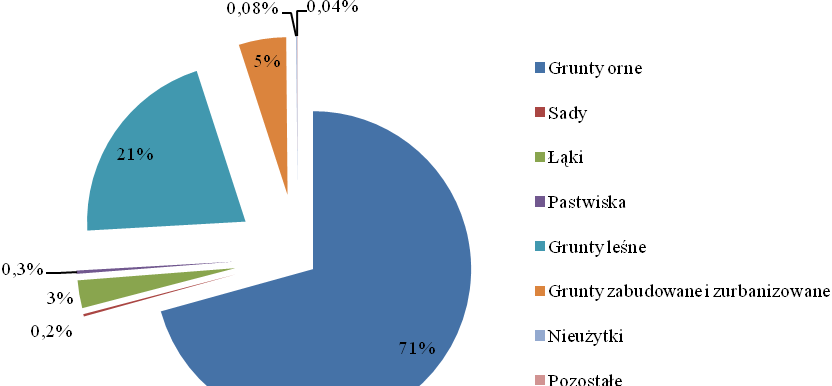 0,08%
0,04%
5%
21%
0,3%
3%
0,2%
71%
Grunty orne
Sady
Łąki
Pastwiska
Grunty leśne
Grunty zabudowane i zurbanizowane
Nieużytki
Pozostałe